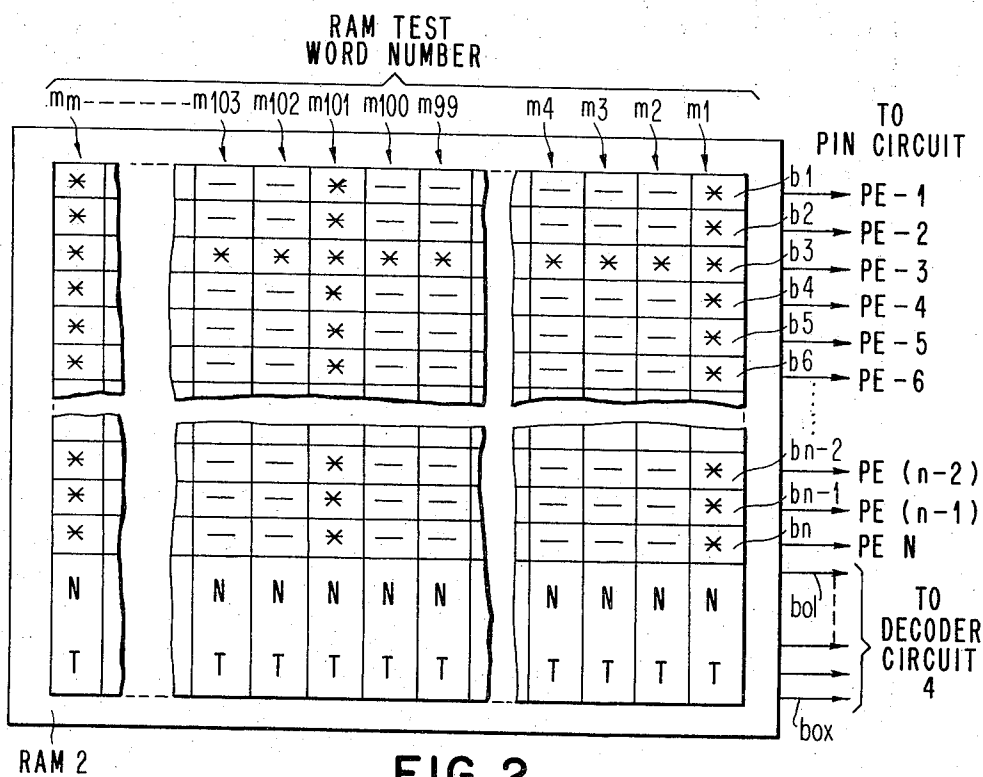 RAM TEST
WORD NUMBER
mm------m103 m102 m101 m100 m99 m4 m3 m2 m1
TO
PIN CIRCUIT
* — — * — — — — — * b1 PE-1
* — — * — — — — — * b2 PE-2
* * * * * * * * * * b3 PE-3
* — — * — — — — — * b4 PE-4
* — — * — — — — — * b5 PE-5
* — — * — — — — — * b6 PE-6
* — — * — — — — — * bn-2 PE (n-2)
* — — * — — — — — * bn-1 PE (n-1)
* — — * — — — — — * bn PE N
N N N N N N N N N N
bol
TO
DECODER
CIRCUIT
4
T T T T T T T T T T
box
RAM 2
FIG. 2